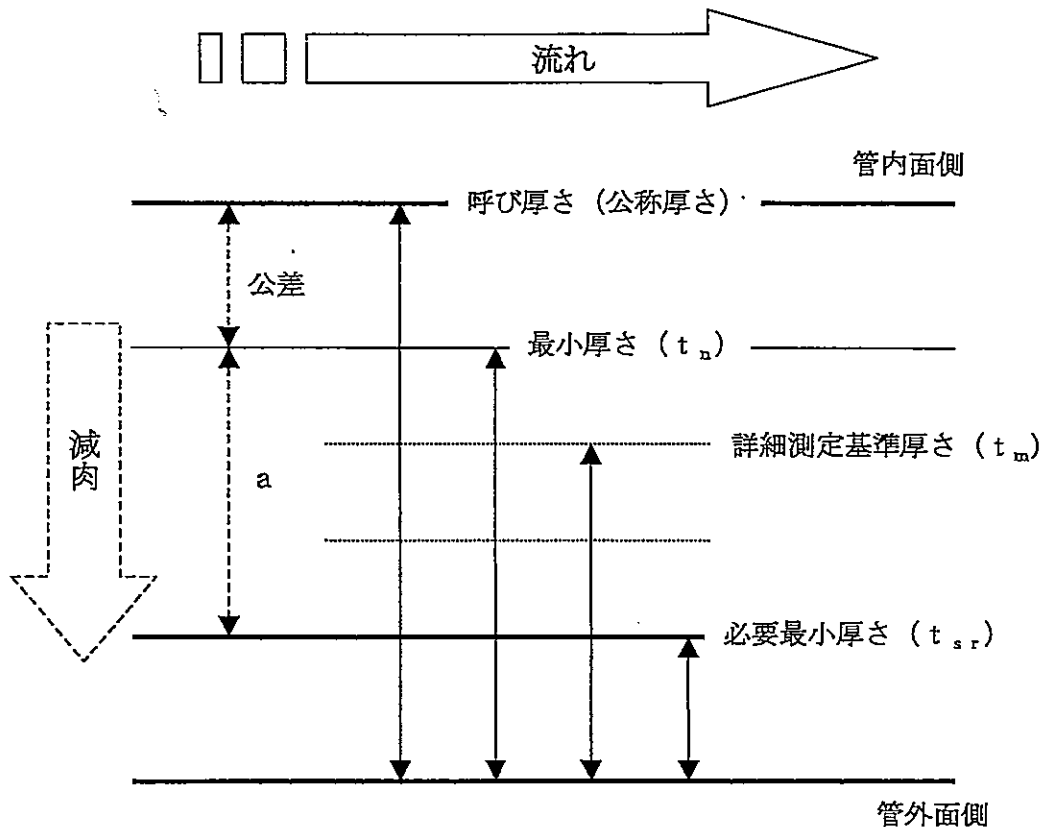 流れ
管内面側
呼び厚さ（公称厚さ）
公差
最小厚さ（tn）
減肉
詳細測定基準厚さ（tm）
a
必要最小厚さ（tsr）
管外面側